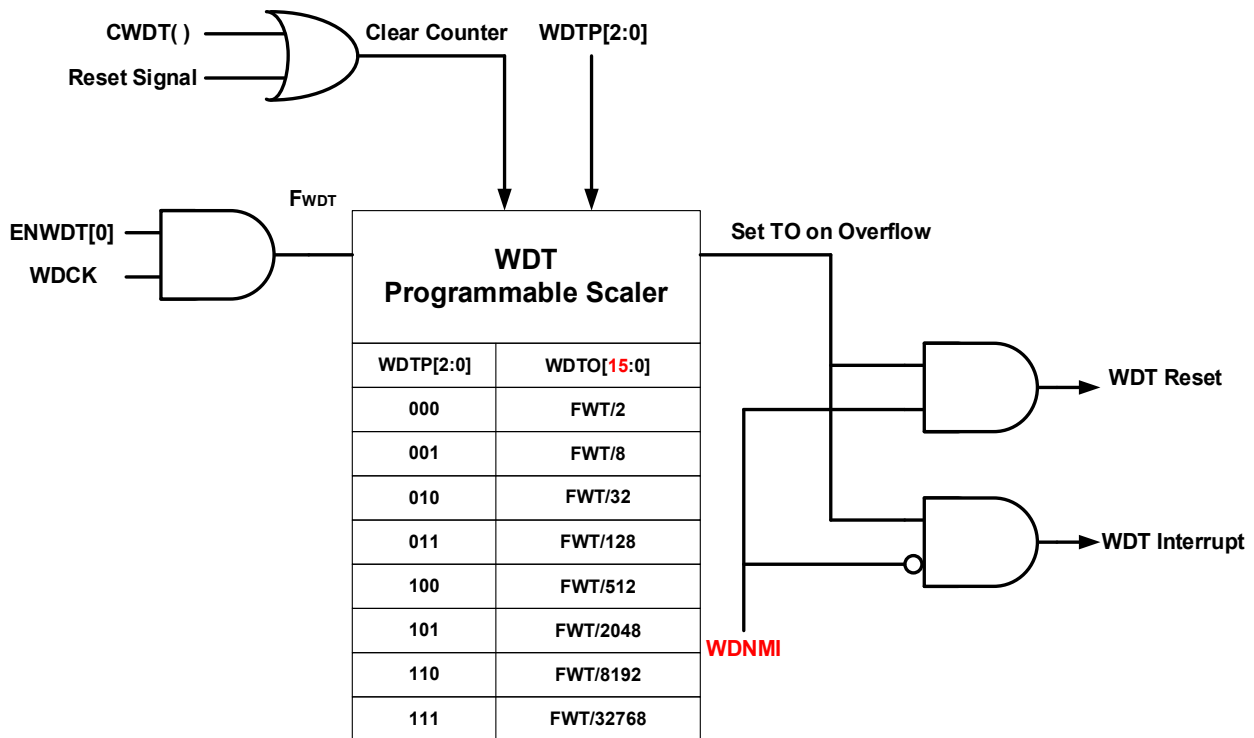 CWDT( )
Reset Signal
Clear Counter
WDTP[2:0]
ENWDT[0]
WDCK
FWDT
WDT
Programmable Scaler
Set TO on Overflow
WDTP[2:0] WDTO[15:0]
000 FWT/2
001 FWT/8
010 FWT/32
011 FWT/128
100 FWT/512
101 FWT/2048
110 FWT/8192
111 FWT/32768
WDT Reset
WDT Interrupt
WDNMI